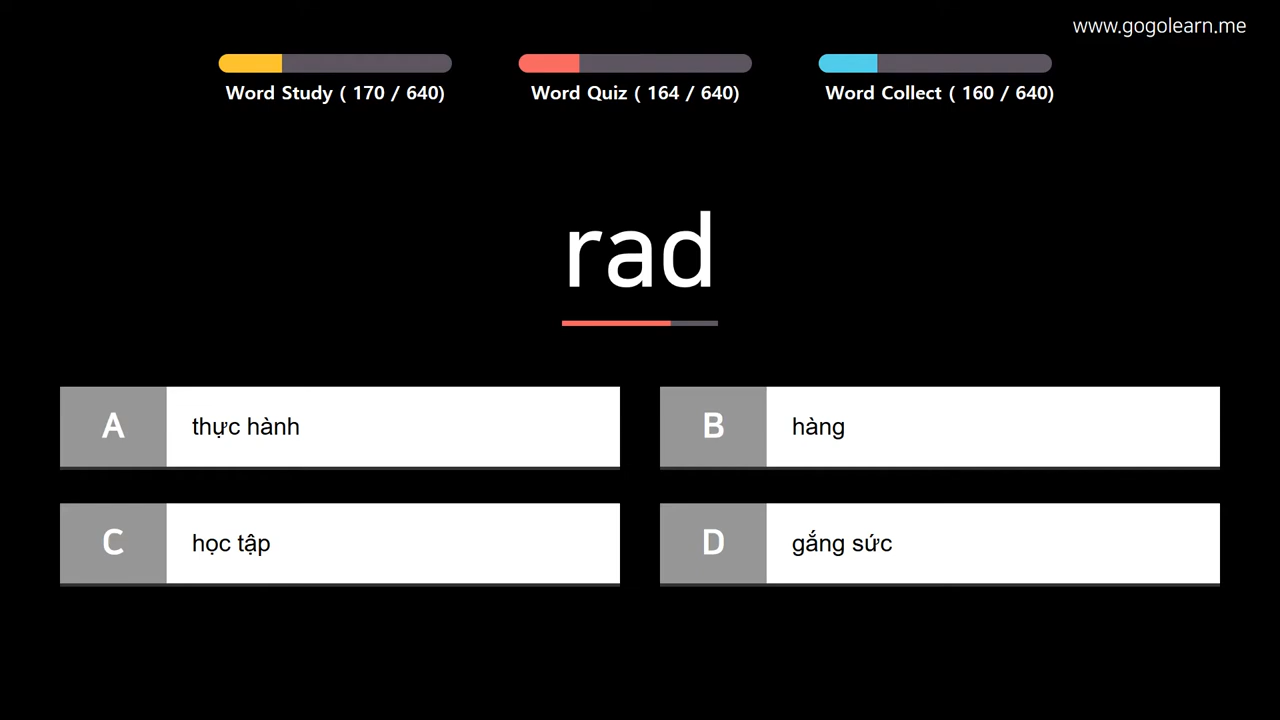 www.gogolearn.me
Word Study ( 170 / 640)
Word Quiz ( 164 / 640)
Word Collect ( 160 / 640)
rad
A thực hành
B hàng
C học tập
D gắng sức